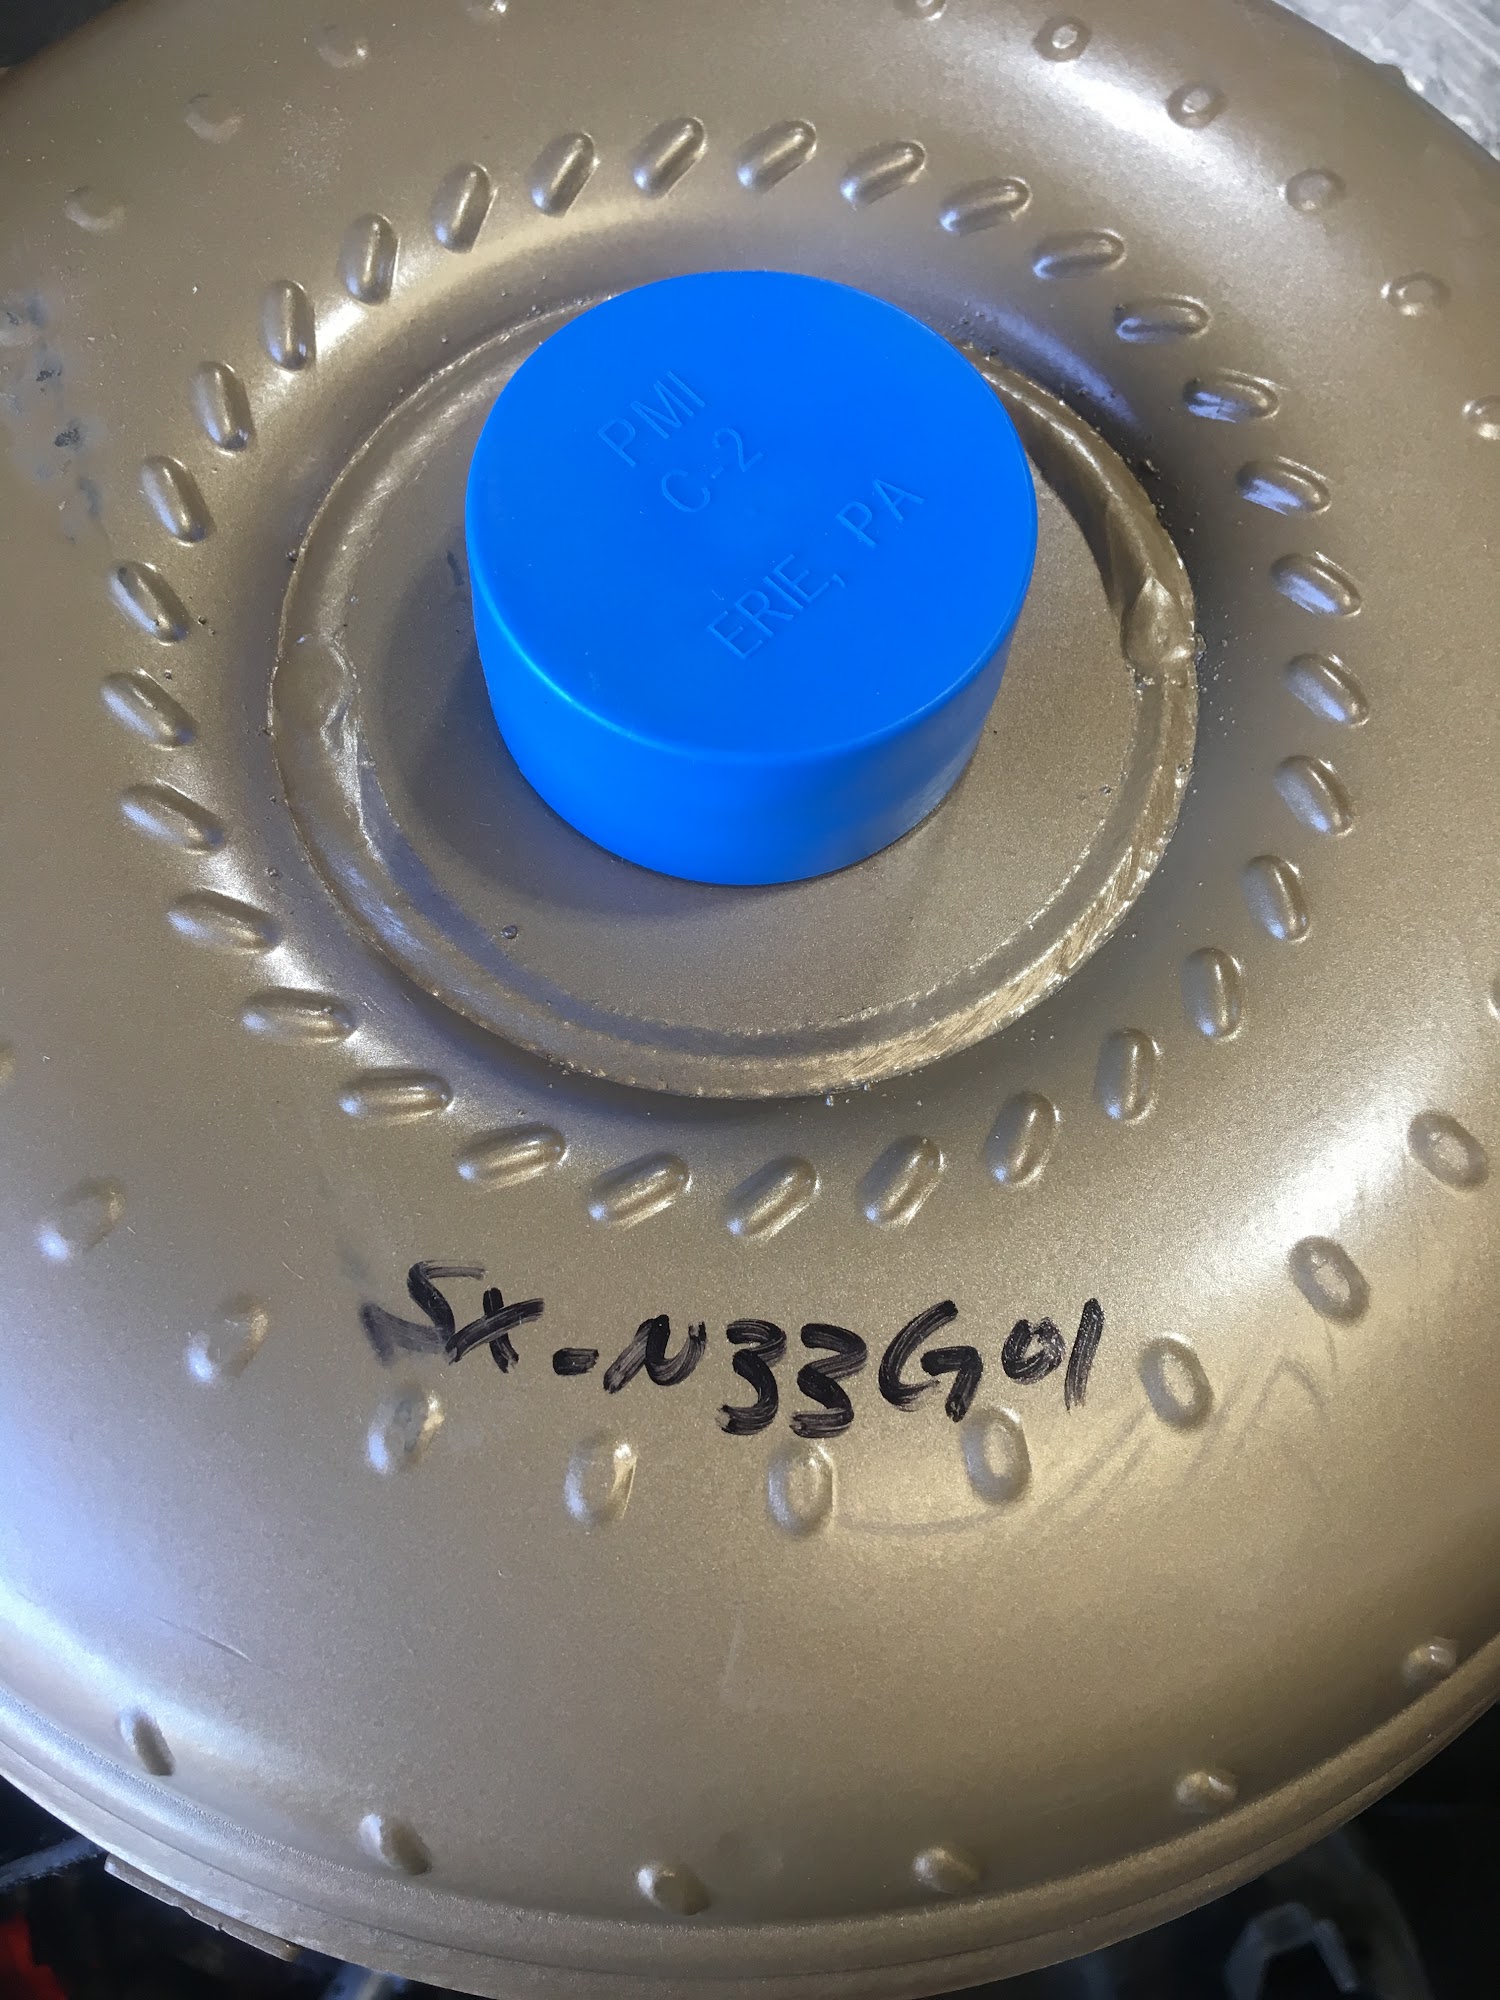 PMI
C-2
ERIE, PA
SX-N33G01